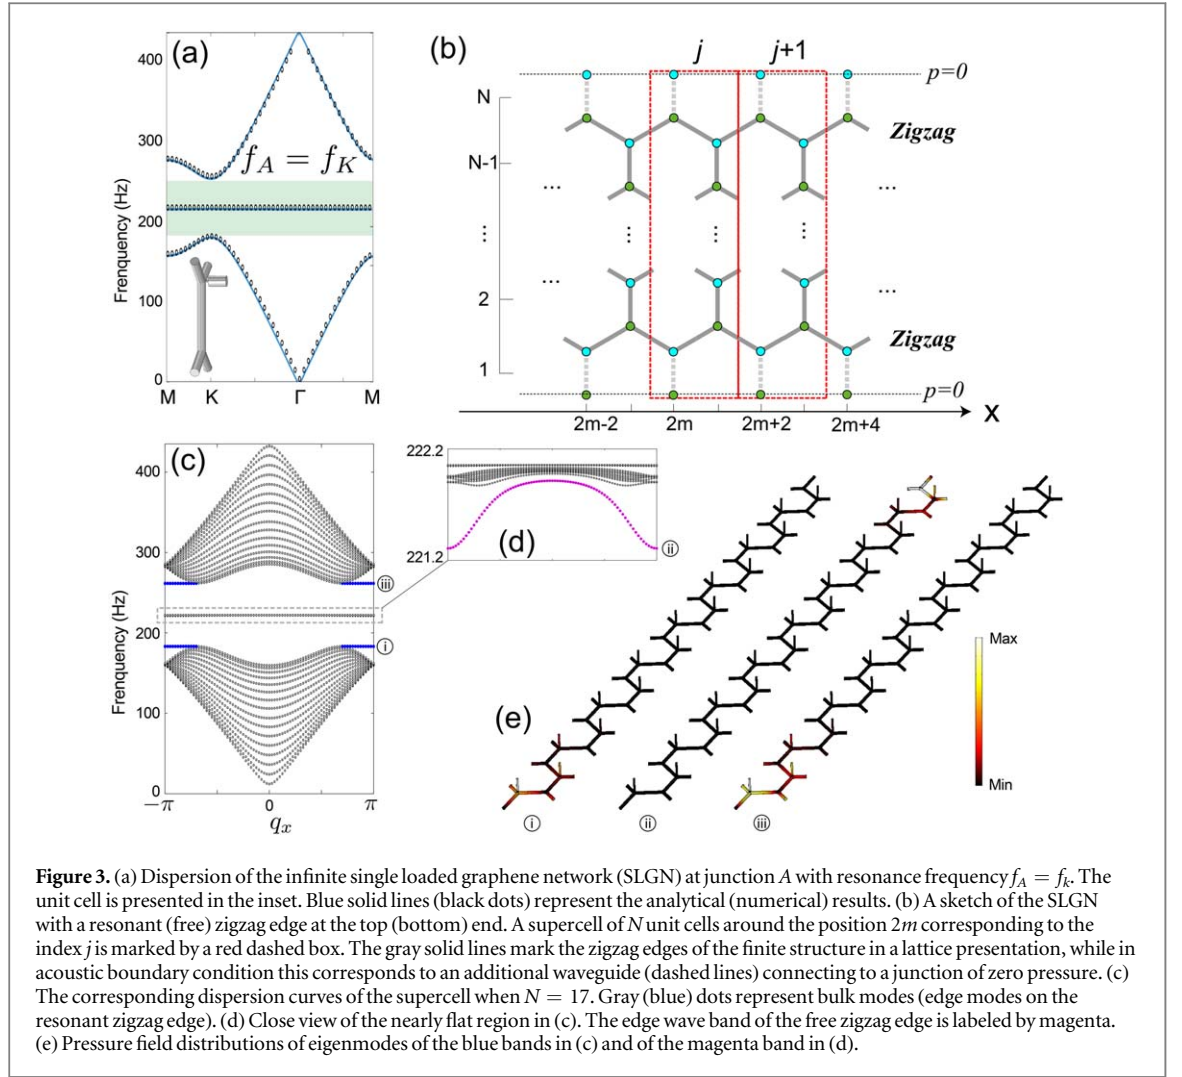 (a)
400
300
200
100
0
Frenquency (Hz)
f_A = f_K
M K Γ M
(b)
j j+1
p=0
N
N-1
⋮
2
1
Zigzag
... ...
⋮ ⋮ ⋮
... ...
Zigzag
p=0
2m-2 2m 2m+2 2m+4
X
(c)
400
300
200
100
0
Frenquency (Hz)
iii
i
−π 0 π
q_x
222.2
221.2
(d)
ii
(e)
i ii iii
Max
Min
Figure 3. (a) Dispersion of the infinite single loaded graphene network (SLGN) at junction A with resonance frequency f_A = f_k. The
unit cell is presented in the inset. Blue solid lines (black dots) represent the analytical (numerical) results. (b) A sketch of the SLGN
with a resonant (free) zigzag edge at the top (bottom) end. A supercell of N unit cells around the position 2m corresponding to the
index j is marked by a red dashed box. The gray solid lines mark the zigzag edges of the finite structure in a lattice presentation, while in
acoustic boundary condition this corresponds to an additional waveguide (dashed lines) connecting to a junction of zero pressure. (c)
The corresponding dispersion curves of the supercell when N = 17. Gray (blue) dots represent bulk modes (edge modes on the
resonant zigzag edge). (d) Close view of the nearly flat region in (c). The edge wave band of the free zigzag edge is labeled by magenta.
(e) Pressure field distributions of eigenmodes of the blue bands in (c) and of the magenta band in (d).